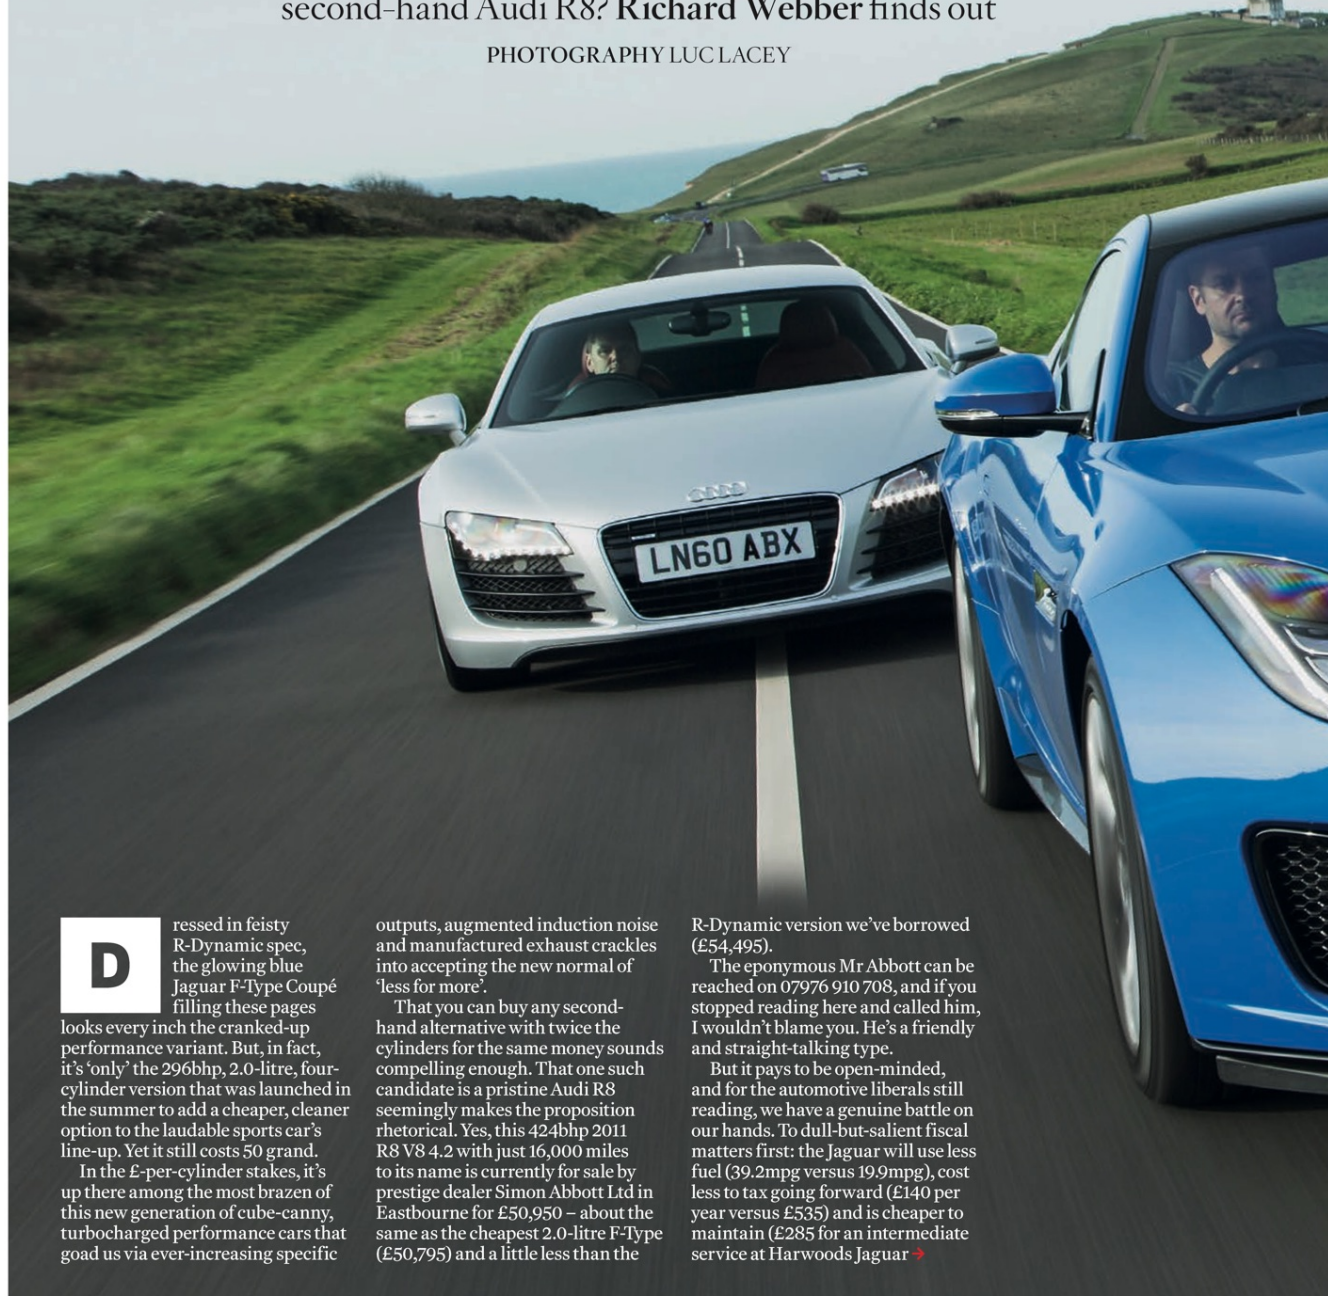 second-hand Audi R8? Richard Webber finds out
PHOTOGRAPHY LUC LACEY
LN60 ABX
Dressed in feisty
R-Dynamic spec,
the glowing blue
Jaguar F-Type Coupé
filling these pages
looks every inch the cranked-up
performance variant. But, in fact,
it's ‘only’ the 296bhp, 2.0-litre, four-
cylinder version that was launched in
the summer to add a cheaper, cleaner
option to the laudable sports car's
line-up. Yet it still costs 50 grand.
In the £-per-cylinder stakes, it's
up there among the most brazen of
this new generation of cube-canny,
turbocharged performance cars that
goad us via ever-increasing specific
outputs, augmented induction noise
and manufactured exhaust crackles
into accepting the new normal of
‘less for more’.
That you can buy any second-
hand alternative with twice the
cylinders for the same money sounds
compelling enough. That one such
candidate is a pristine Audi R8
seemingly makes the proposition
rhetorical. Yes, this 424bhp 2011
R8 V8 4.2 with just 16,000 miles
to its name is currently for sale by
prestige dealer Simon Abbott Ltd in
Eastbourne for £50,950 – about the
same as the cheapest 2.0-litre F-Type
(£50,795) and a little less than the
R-Dynamic version we've borrowed
(£54,495).
The eponymous Mr Abbott can be
reached on 07976 910 708, and if you
stopped reading here and called him,
I wouldn't blame you. He's a friendly
and straight-talking type.
But it pays to be open-minded,
and for the automotive liberals still
reading, we have a genuine battle on
our hands. To dull-but-salient fiscal
matters first: the Jaguar will use less
fuel (39.2mpg versus 19.9mpg), cost
less to tax going forward (£140 per
year versus £535) and is cheaper to
maintain (£285 for an intermediate
service at Harwoods Jaguar →